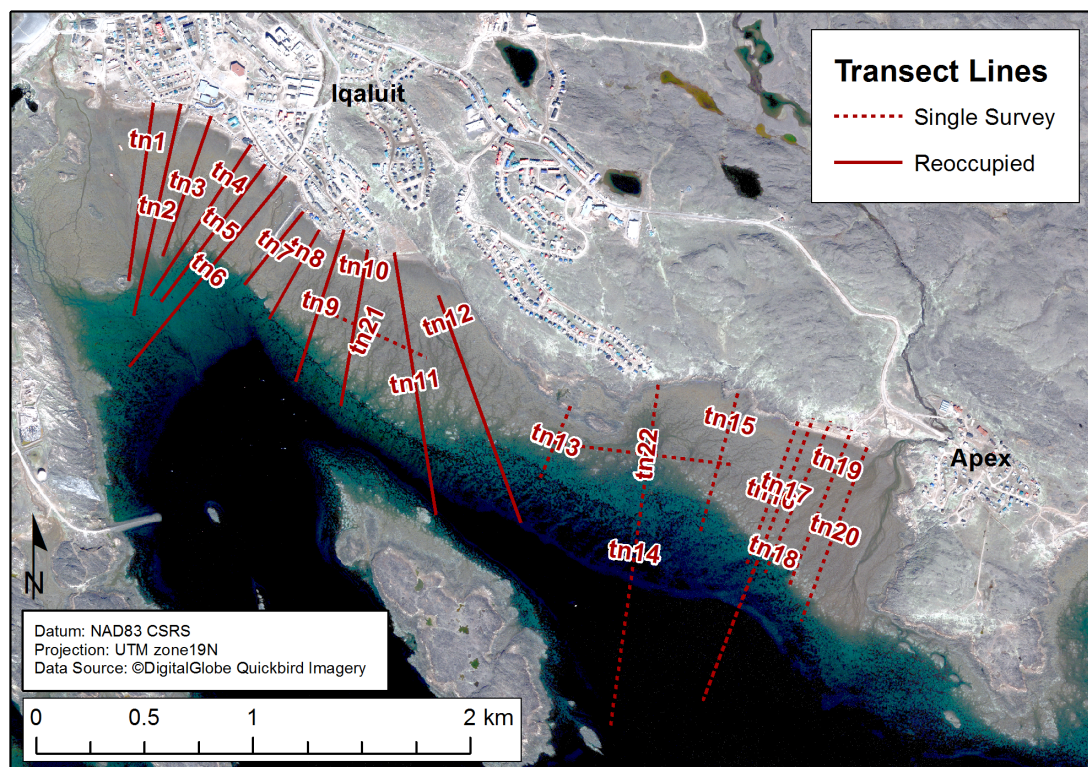 Transect Lines
Single Survey
Reoccupied
Iqaluit
tn1
tn2
tn3
tn4
tn5
tn6
tn7
tn8
tn9
tn10
tn21
tn11
tn12
tn13
tn22
tn14
tn15
tn17
tn18
tn19
tn20
Apex
N
Datum: NAD83 CSRS
Projection: UTM zone19N
Data Source: ©DigitalGlobe Quickbird Imagery
0 0.5 1 2 km